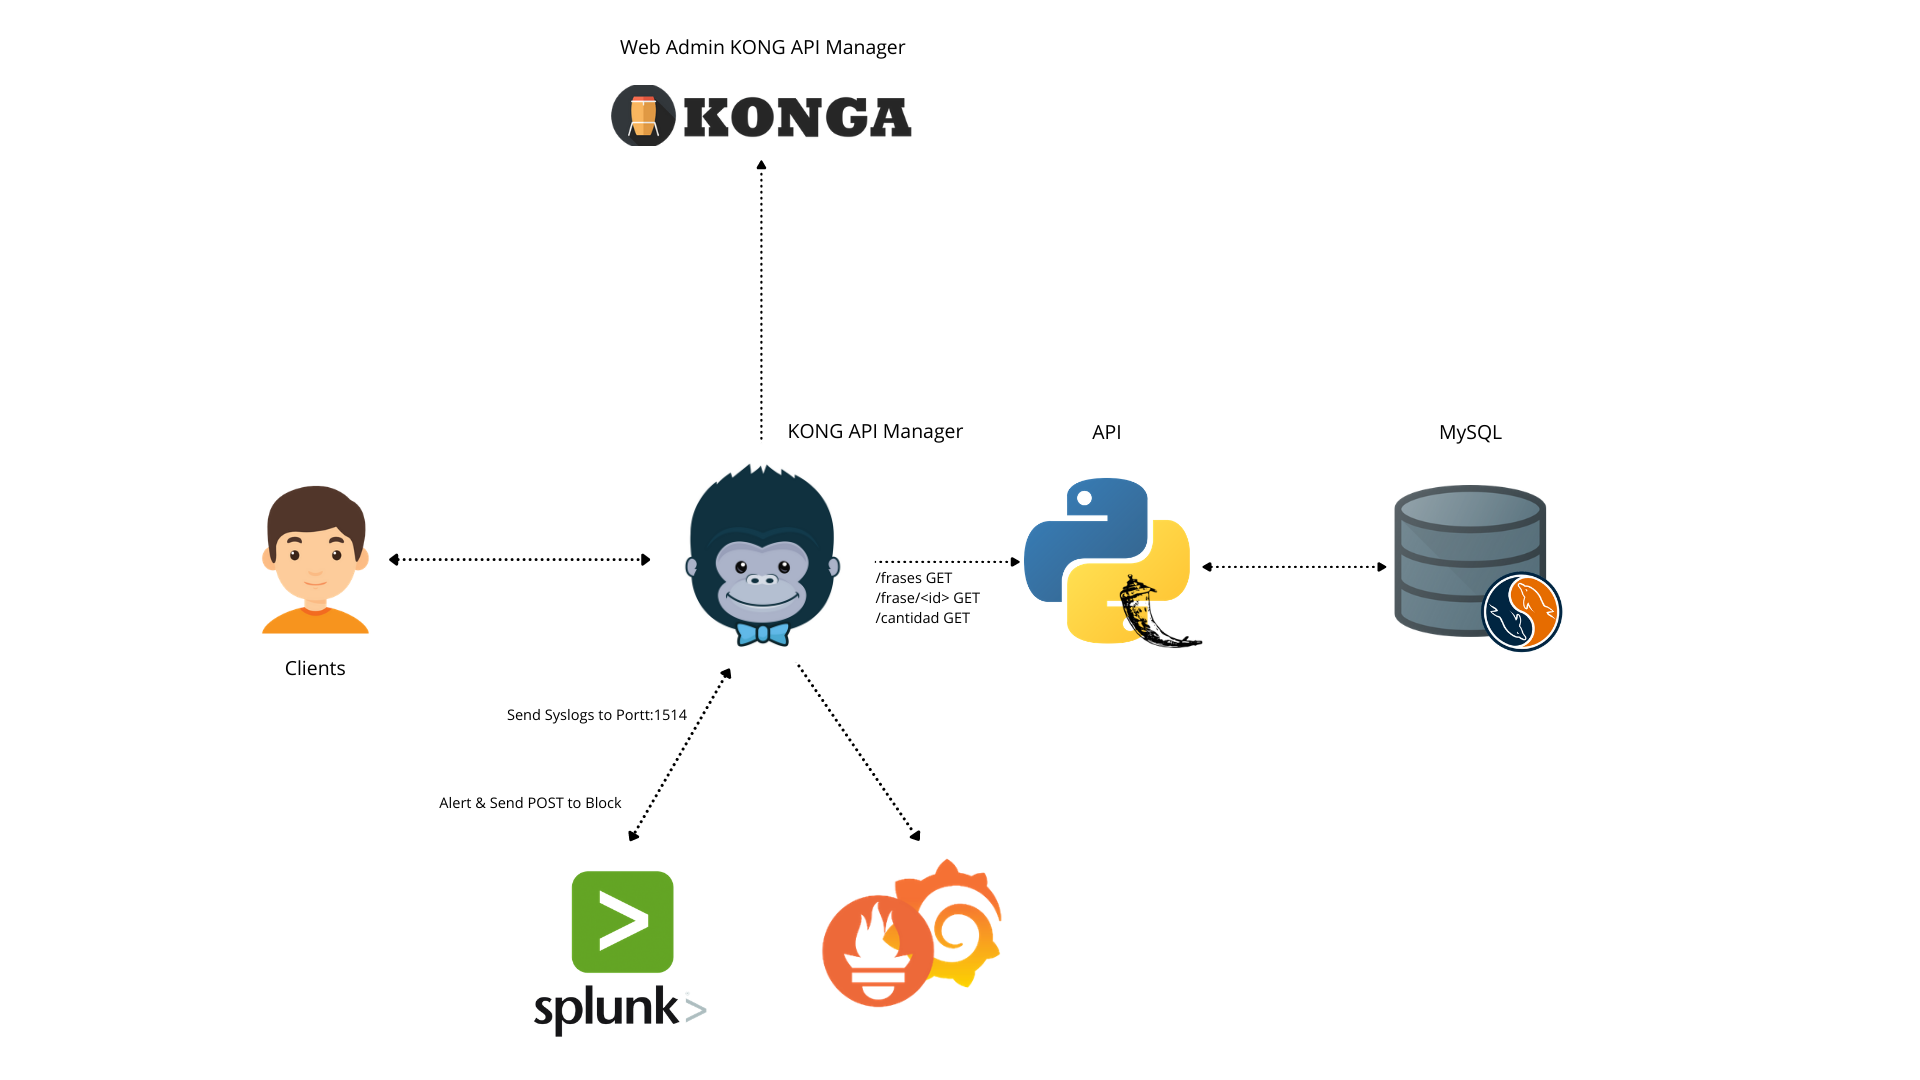 Web Admin KONG API Manager
KONGA
KONG API Manager
API
MySQL
/frases GET
/frase/<id> GET
/cantidad GET
Clients
Send Syslogs to Portt:1514
Alert & Send POST to Block
>
splunk>